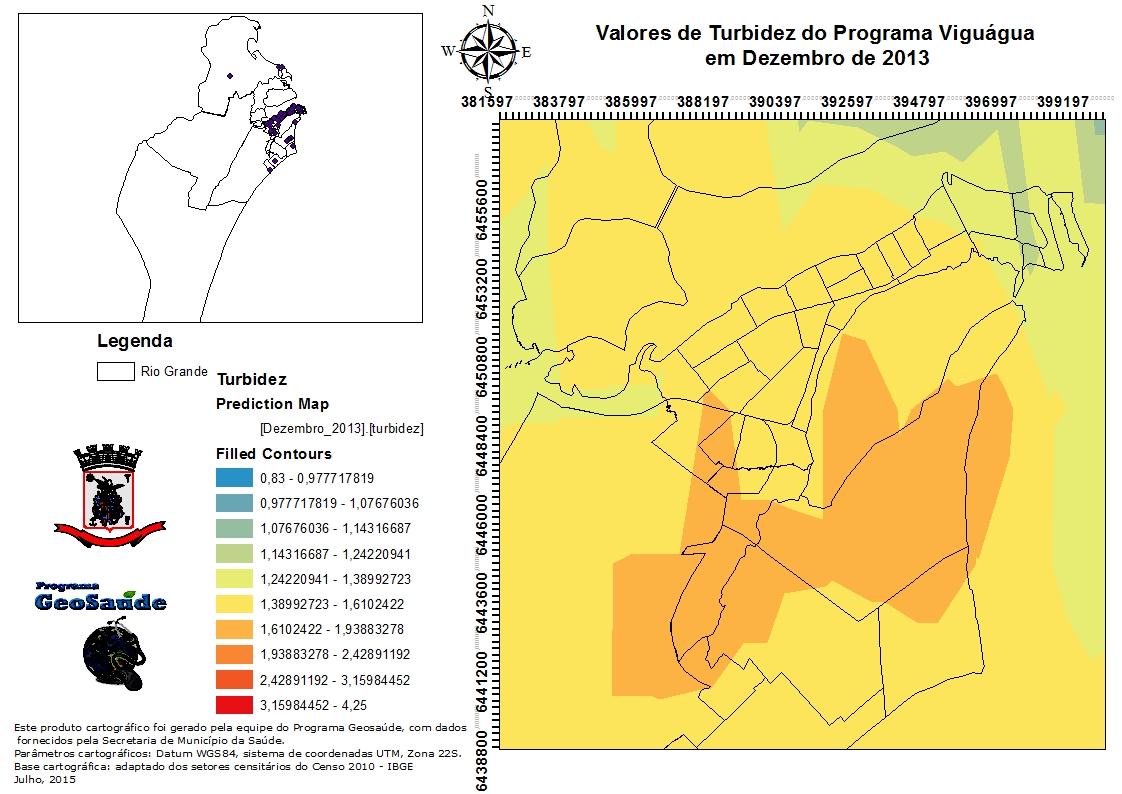 Valores de Turbidez do Programa Viguágua
em Dezembro de 2013
N
W E
S
381597 383797 385997 388197 390397 392597 394797 396997 399197
6455600
6453200
6450800
6448400
6446000
6443600
6441200
6438800
Legenda
Rio Grande
Turbidez
Prediction Map
[Dezembro_2013].[turbidez]
Filled Contours
0,83 - 0,977717819
0,977717819 - 1,07676036
1,07676036 - 1,14316687
1,14316687 - 1,24220941
1,24220941 - 1,38992723
1,38992723 - 1,6102422
1,6102422 - 1,93883278
1,93883278 - 2,42891192
2,42891192 - 3,15984452
3,15984452 - 4,25
Programa
GeoSaúde
Este produto cartográfico foi gerado pela equipe do Programa Geosaúde, com dados
fornecidos pela Secretaria de Município da Saúde.
Parâmetros cartográficos: Datum WGS84, sistema de coordenadas UTM, Zona 22S.
Base cartográfica: adaptado dos setores censitários do Censo 2010 - IBGE
Julho, 2015